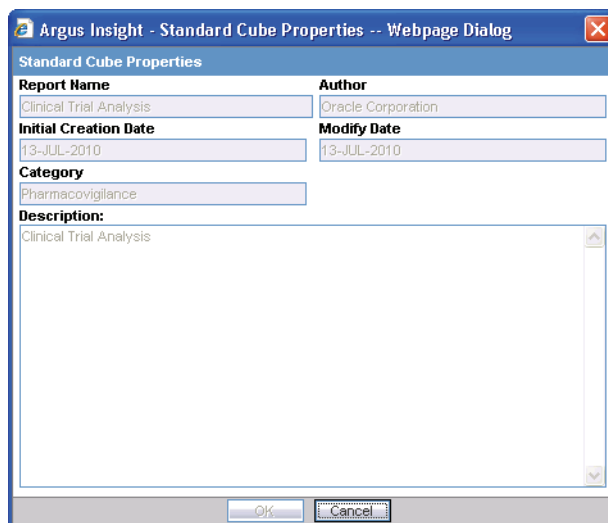 Argus Insight - Standard Cube Properties -- Webpage Dialog
Standard Cube Properties
Report Name Author
Clinical Trial Analysis Oracle Corporation
Initial Creation Date Modify Date
13-JUL-2010 13-JUL-2010
Category
Pharmacovigilance
Description:
Clinical Trial Analysis
OK Cancel